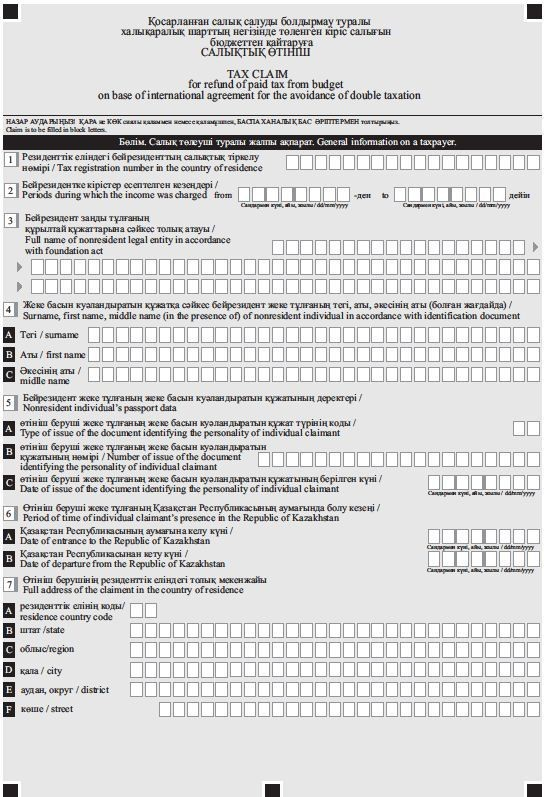 Қосарланған салық салуды болдырмау туралы
халықаралық шарттың негізінде төленген кіріс салығын
бюджеттен қайтаруға
САЛЫҚТЫҚ ӨТІНІШ
TAX CLAIM
for refund of paid tax from budget
on base of international agreement for the avoidance of double taxation
НАЗАР АУДАРЫҢЫЗ! ҚАРА не КӨК сиялы қаламмен немесе қаламұшпен, БАСПАХАНАЛЫҚ БАС ӘРІПТЕРМЕН толтырыңыз.
Claim is to be filled in block letters.
Бөлім. Салық төлеуші туралы жалпы ақпарат. General information on a taxpayer.
1 Резиденттік еліндегі бейрезиденттың салықтық тіркелу
нөмірі / Tax registration number in the country of residence
2 Бейрезидентке кірістер есептелген кезеңдері /
Periods during which the income was charged from -ден to дейін
Сандармен күні, айы, жылы / dd/mm/yyyy Сандармен күні, айы, жылы / dd/mm/yyyy
3 Бейрезидент заңды тұлғаның
құрылтай құжаттарына сәйкес толық атауы /
Full name of nonresident legal entity in accordance
with foundation act
4 Жеке басын куәландыратын құжатқа сәйкес бейрезидент жеке тұлғаның тегі, аты, әкесінің аты (болған жағдайда) /
Surname, first name, middle name (in the presence of) of nonresident individual in accordance with identification document
A Тегі / surname
B Аты / first name
C Әкесінің аты /
midlle name
5 Бейрезидент жеке тұлғаның жеке басын куәландыратын құжатының деректері /
Nonresident individual's passport data
A өтініш беруші жеке тұлғаның жеке басын куәландыратын құжат түрінің коды /
Type of issue of the document identifying the personality of individual claimant
B өтініш беруші жеке тұлғаның жеке басын куәландыратын
құжатының нөмірі / Number of issue of the document
identifying the personality of individual claimant
C өтініш беруші жеке тұлғаның жеке басын куәландыратын құжатының берілген күні /
Date of issue of the document identifying the personality of individual claimant
Сандармен күні, айы, жылы / dd/mm/yyyy
6 Өтініш беруші жеке тұлғаның Қазақстан Республикасының аумағында болу кезеңі /
Period of time of individual claimant's presence in the Republic of Kazakhstan
A Қазақстан Республикасының аумағына келу күні /
Date of entrance to the Republic of Kazakhstan
Сандармен күні, айы, жылы / dd/mm/yyyy
B Қазақстан Республикасынан кету күні /
Date of departure from the Republic of Kazakhstan
Сандармен күні, айы, жылы / dd/mm/yyyy
7 Өтініш берушінің резиденттік еліндегі толық мекенжайы
Full address of the claiment in the country of residence
A резиденттік елінің коды/
residence country code
B штат /state
C облыс/region
D қала / city
E аудан, округ / district
F көше / street